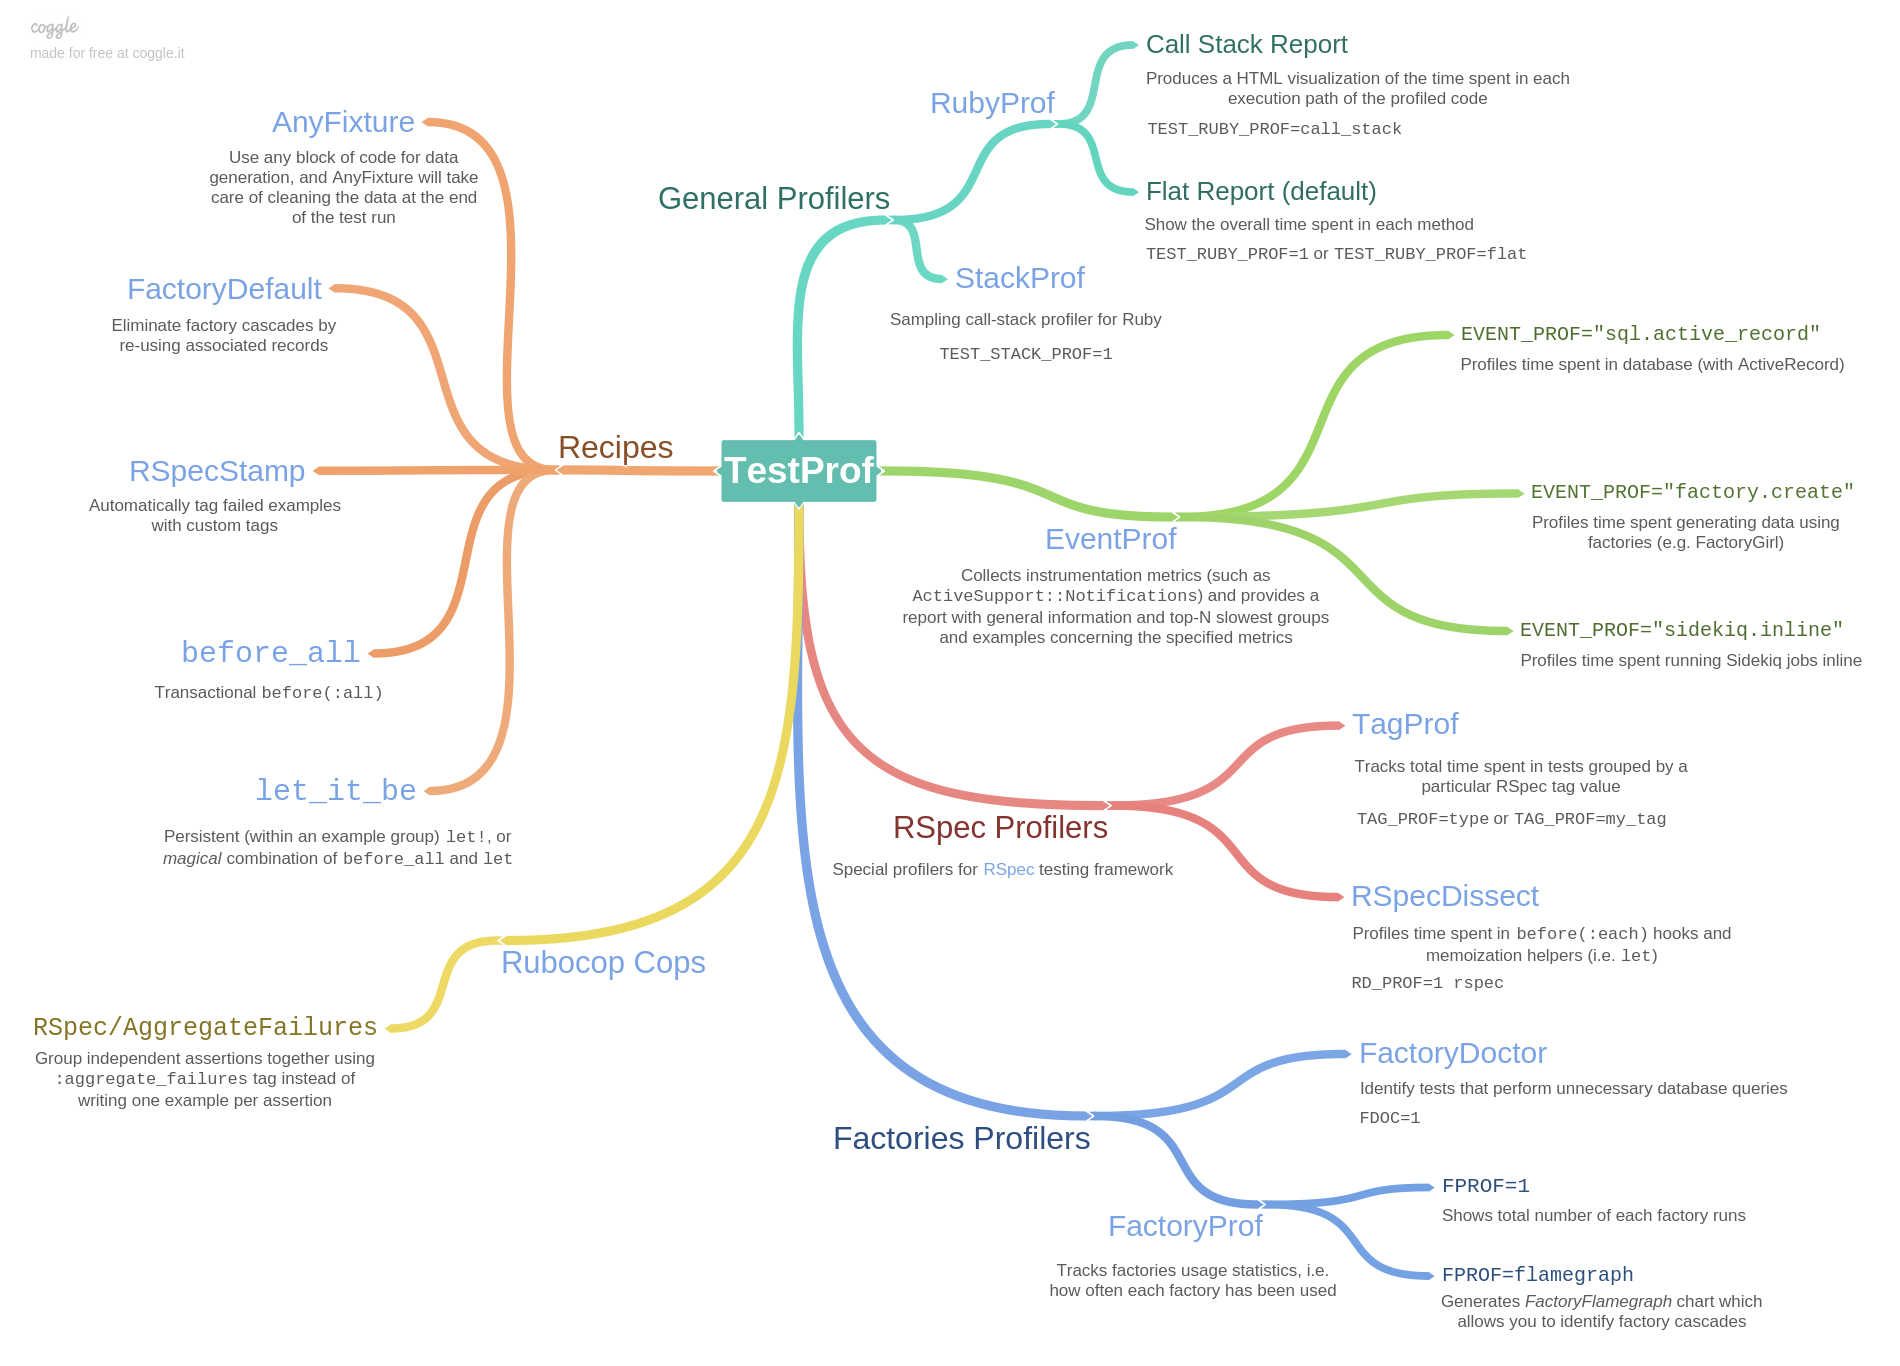 coggle
made for free at coggle.it
TestProf
General Profilers
RubyProf
Call Stack Report
Produces a HTML visualization of the time spent in each
execution path of the profiled code
TEST_RUBY_PROF=call_stack
Flat Report (default)
Show the overall time spent in each method
TEST_RUBY_PROF=1 or TEST_RUBY_PROF=flat
StackProf
Sampling call-stack profiler for Ruby
TEST_STACK_PROF=1
EventProf
Collects instrumentation metrics (such as
ActiveSupport::Notifications) and provides a
report with general information and top-N slowest groups
and examples concerning the specified metrics
EVENT_PROF="sql.active_record"
Profiles time spent in database (with ActiveRecord)
EVENT_PROF="factory.create"
Profiles time spent generating data using
factories (e.g. FactoryGirl)
EVENT_PROF="sidekiq.inline"
Profiles time spent running Sidekiq jobs inline
RSpec Profilers
Special profilers for RSpec testing framework
TagProf
Tracks total time spent in tests grouped by a
particular RSpec tag value
TAG_PROF=type or TAG_PROF=my_tag
RSpecDissect
Profiles time spent in before(:each) hooks and
memoization helpers (i.e. let)
RD_PROF=1 rspec
Factories Profilers
FactoryDoctor
Identify tests that perform unnecessary database queries
FDOC=1
FactoryProf
Tracks factories usage statistics, i.e.
how often each factory has been used
FPROF=1
Shows total number of each factory runs
FPROF=flamegraph
Generates FactoryFlamegraph chart which
allows you to identify factory cascades
Recipes
AnyFixture
Use any block of code for data
generation, and AnyFixture will take
care of cleaning the data at the end
of the test run
FactoryDefault
Eliminate factory cascades by
re-using associated records
RSpecStamp
Automatically tag failed examples
with custom tags
before_all
Transactional before(:all)
let_it_be
Persistent (within an example group) let!, or
magical combination of before_all and let
Rubocop Cops
RSpec/AggregateFailures
Group independent assertions together using
:aggregate_failures tag instead of
writing one example per assertion